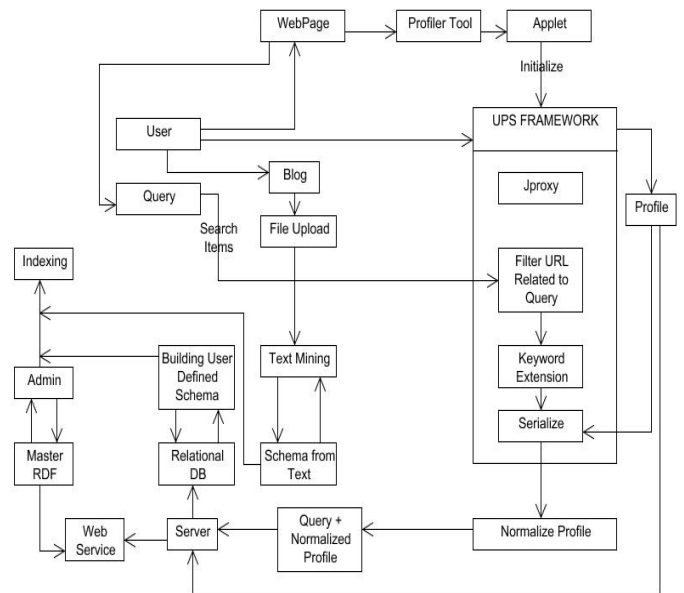 WebPage
Profiler Tool
Applet
Initialize
UPS FRAMEWORK
User
Blog
Jproxy
Query
Profile
Search
Items
File Upload
Indexing
Filter URL
Related to
Query
Building User
Defined
Schema
Text Mining
Keyword
Extension
Admin
Serialize
Master
RDF
Relational
DB
Schema from
Text
Web
Service
Server
Query +
Normalized
Profile
Normalize Profile